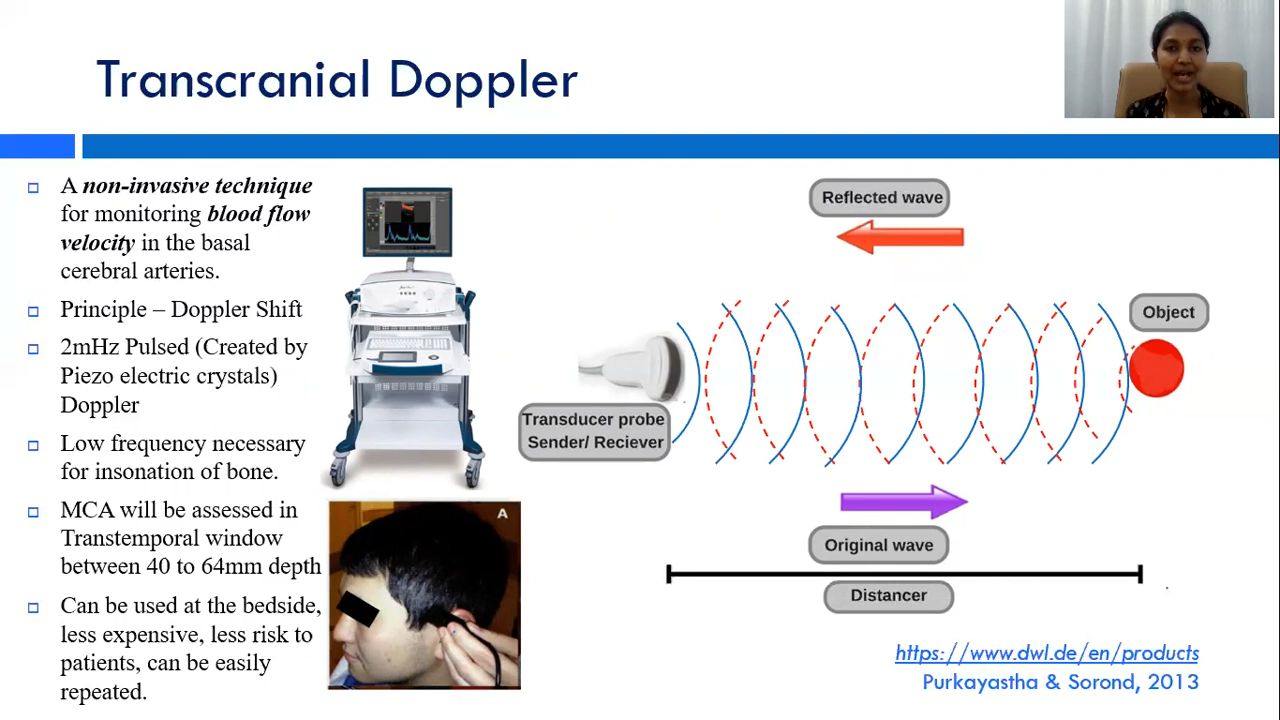 Transcranial Doppler
A non-invasive technique
for monitoring blood flow
velocity in the basal
cerebral arteries.
Principle – Doppler Shift
2mHz Pulsed (Created by
Piezo electric crystals)
Doppler
Low frequency necessary
for insonation of bone.
MCA will be assessed in
Transtemporal window
between 40 to 64mm depth
Can be used at the bedside,
less expensive, less risk to
patients, can be easily
repeated.
A
Reflected wave
Object
Transducer probe
Sender/ Reciever
Original wave
Distancer
https://www.dwl.de/en/products
Purkayastha & Sorond, 2013